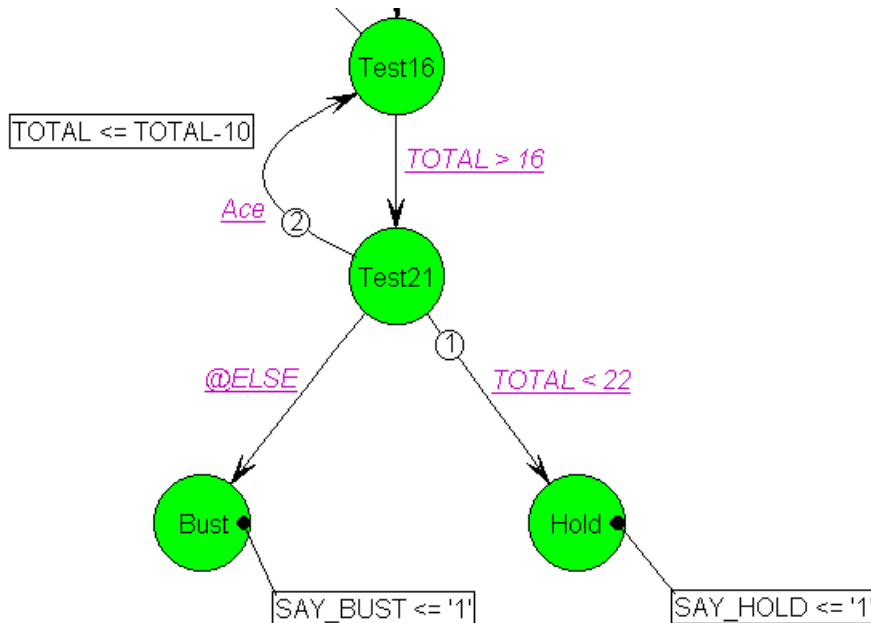 Test16
TOTAL <= TOTAL-10
TOTAL > 16
Ace
2
Test21
1
@ELSE
TOTAL < 22
Bust
Hold
SAY_BUST <= '1'
SAY_HOLD <= '1'